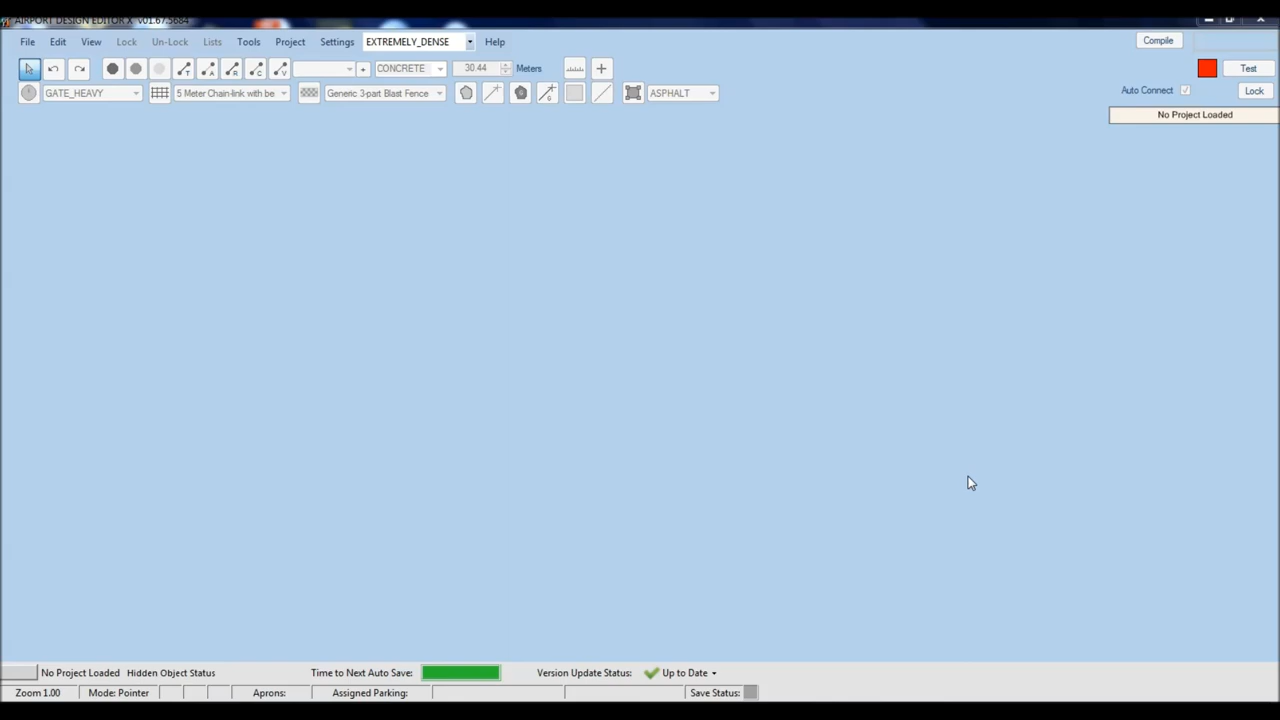 AIRPORT DESIGN EDITOR X v01.67.5684
File Edit View Lock Un-Lock Lists Tools Project Settings EXTREMELY_DENSE Help
Compile
CONCRETE 30.44 Meters
Test
GATE_HEAVY 5 Meter Chain-link with be Generic 3-part Blast Fence ASPHALT
Auto Connect Lock
No Project Loaded
No Project Loaded Hidden Object Status Time to Next Auto Save: Version Update Status: Up to Date
Zoom 1.00 Mode: Pointer Aprons: Assigned Parking: Save Status: